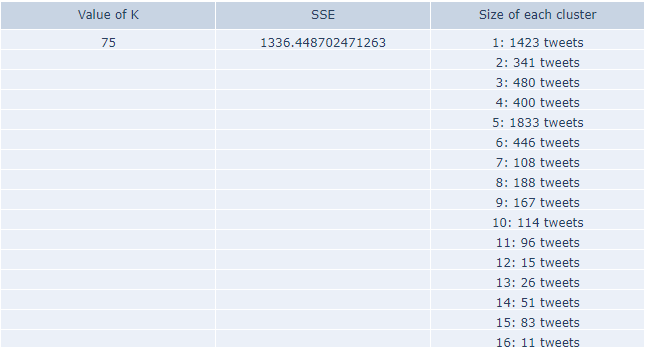 Value of K SSE Size of each cluster
75 1336.448702471263 1: 1423 tweets
2: 341 tweets
3: 480 tweets
4: 400 tweets
5: 1833 tweets
6: 446 tweets
7: 108 tweets
8: 188 tweets
9: 167 tweets
10: 114 tweets
11: 96 tweets
12: 15 tweets
13: 26 tweets
14: 51 tweets
15: 83 tweets
16: 11 tweets